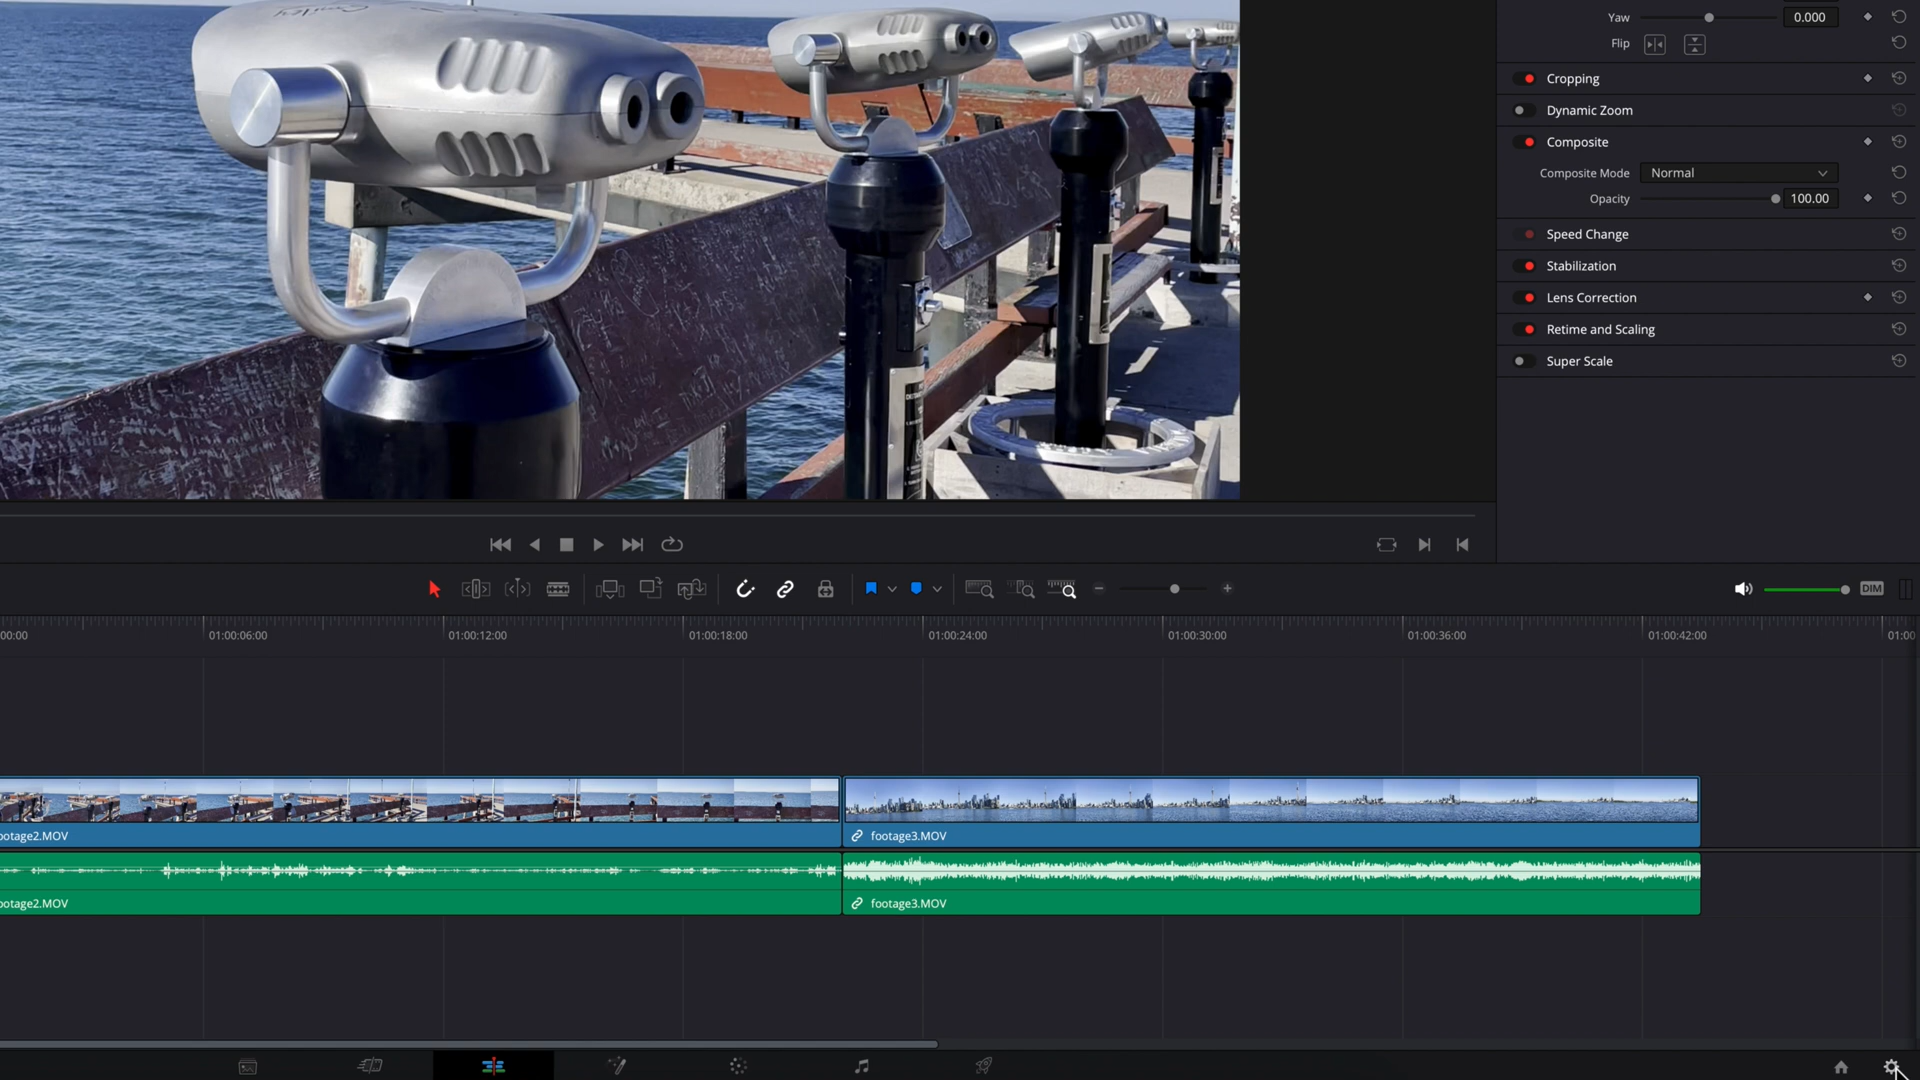 Yaw 0.000
Flip
Cropping
Dynamic Zoom
Composite
Composite Mode Normal
Opacity 100.00
Speed Change
Stabilization
Lens Correction
Retime and Scaling
Super Scale
DIM
00:00 01:00:06:00 01:00:12:00 01:00:18:00 01:00:24:00 01:00:30:00 01:00:36:00 01:00:42:00 01:00
ootage2.MOV footage3.MOV
ootage2.MOV footage3.MOV